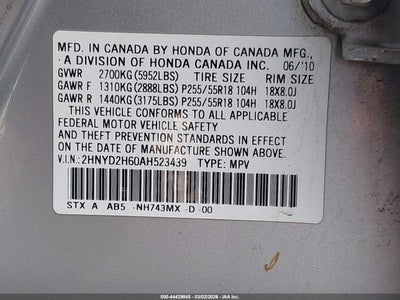 MFD. IN CANADA BY HONDA OF CANADA MFG.,
A DIVISION OF HONDA CANADA INC. 06/'10
GVWR 2700KG(5952LBS) TIRE SIZE RIM SIZE
GAWR F 1310KG(2888LBS) P255/55R18 104H 18X8.0J
GAWR R 1440KG(3175LBS) P255/55R18 104H 18X8.0J
THIS VEHICLE CONFORMS TO ALL APPLICABLE
FEDERAL MOTOR VEHICLE SAFETY
AND THEFT PREVENTION STANDARDS IN EFFECT
ON THE DATE OF MANUFACTURE SHOWN ABOVE.
V.I.N.:2HNYD2H60AH523439 TYPE: MPV
STX A AB5 -NH743MX -D -00
000-44429845 - 03/02/2026 - COPART